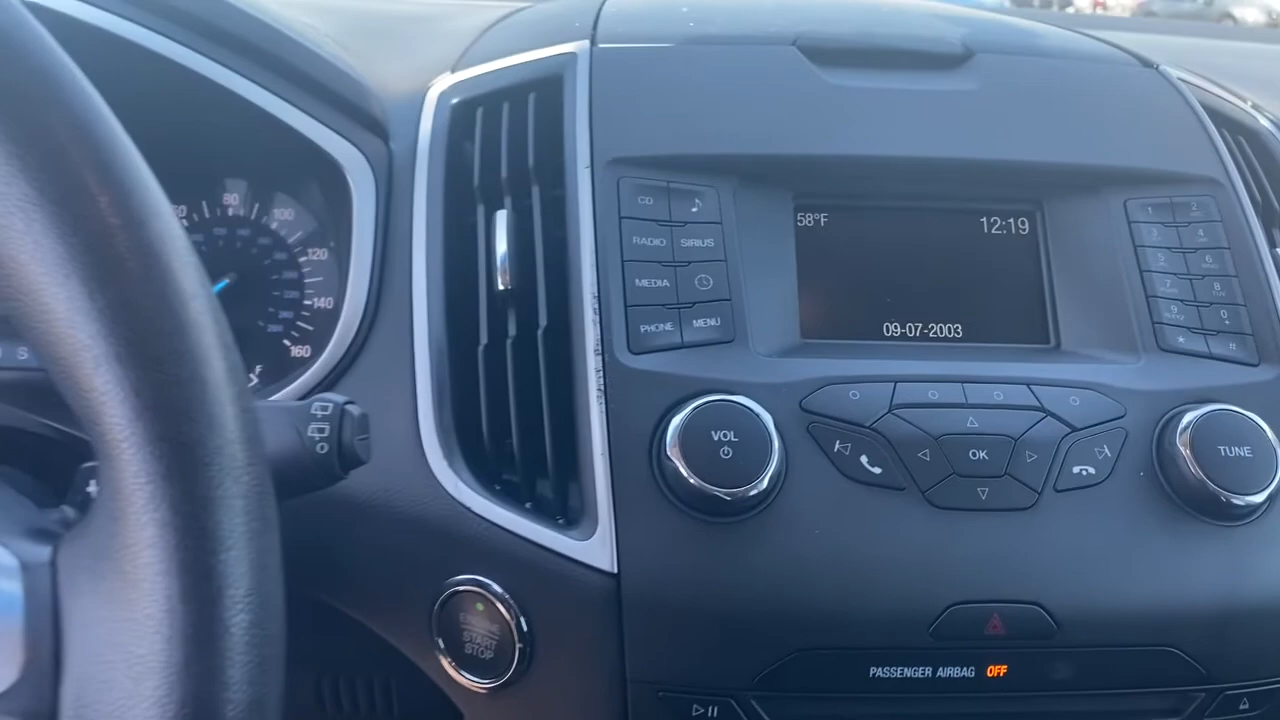 80
100
120
140
160
F
S
CD
RADIO SIRIUS
MEDIA
PHONE MENU
58°F 12:19
09-07-2003
1 2
3 4
5 6
7 8
9 0
* #
VOL
OK
TUNE
ENGINE
START
STOP
PASSENGER AIRBAG OFF